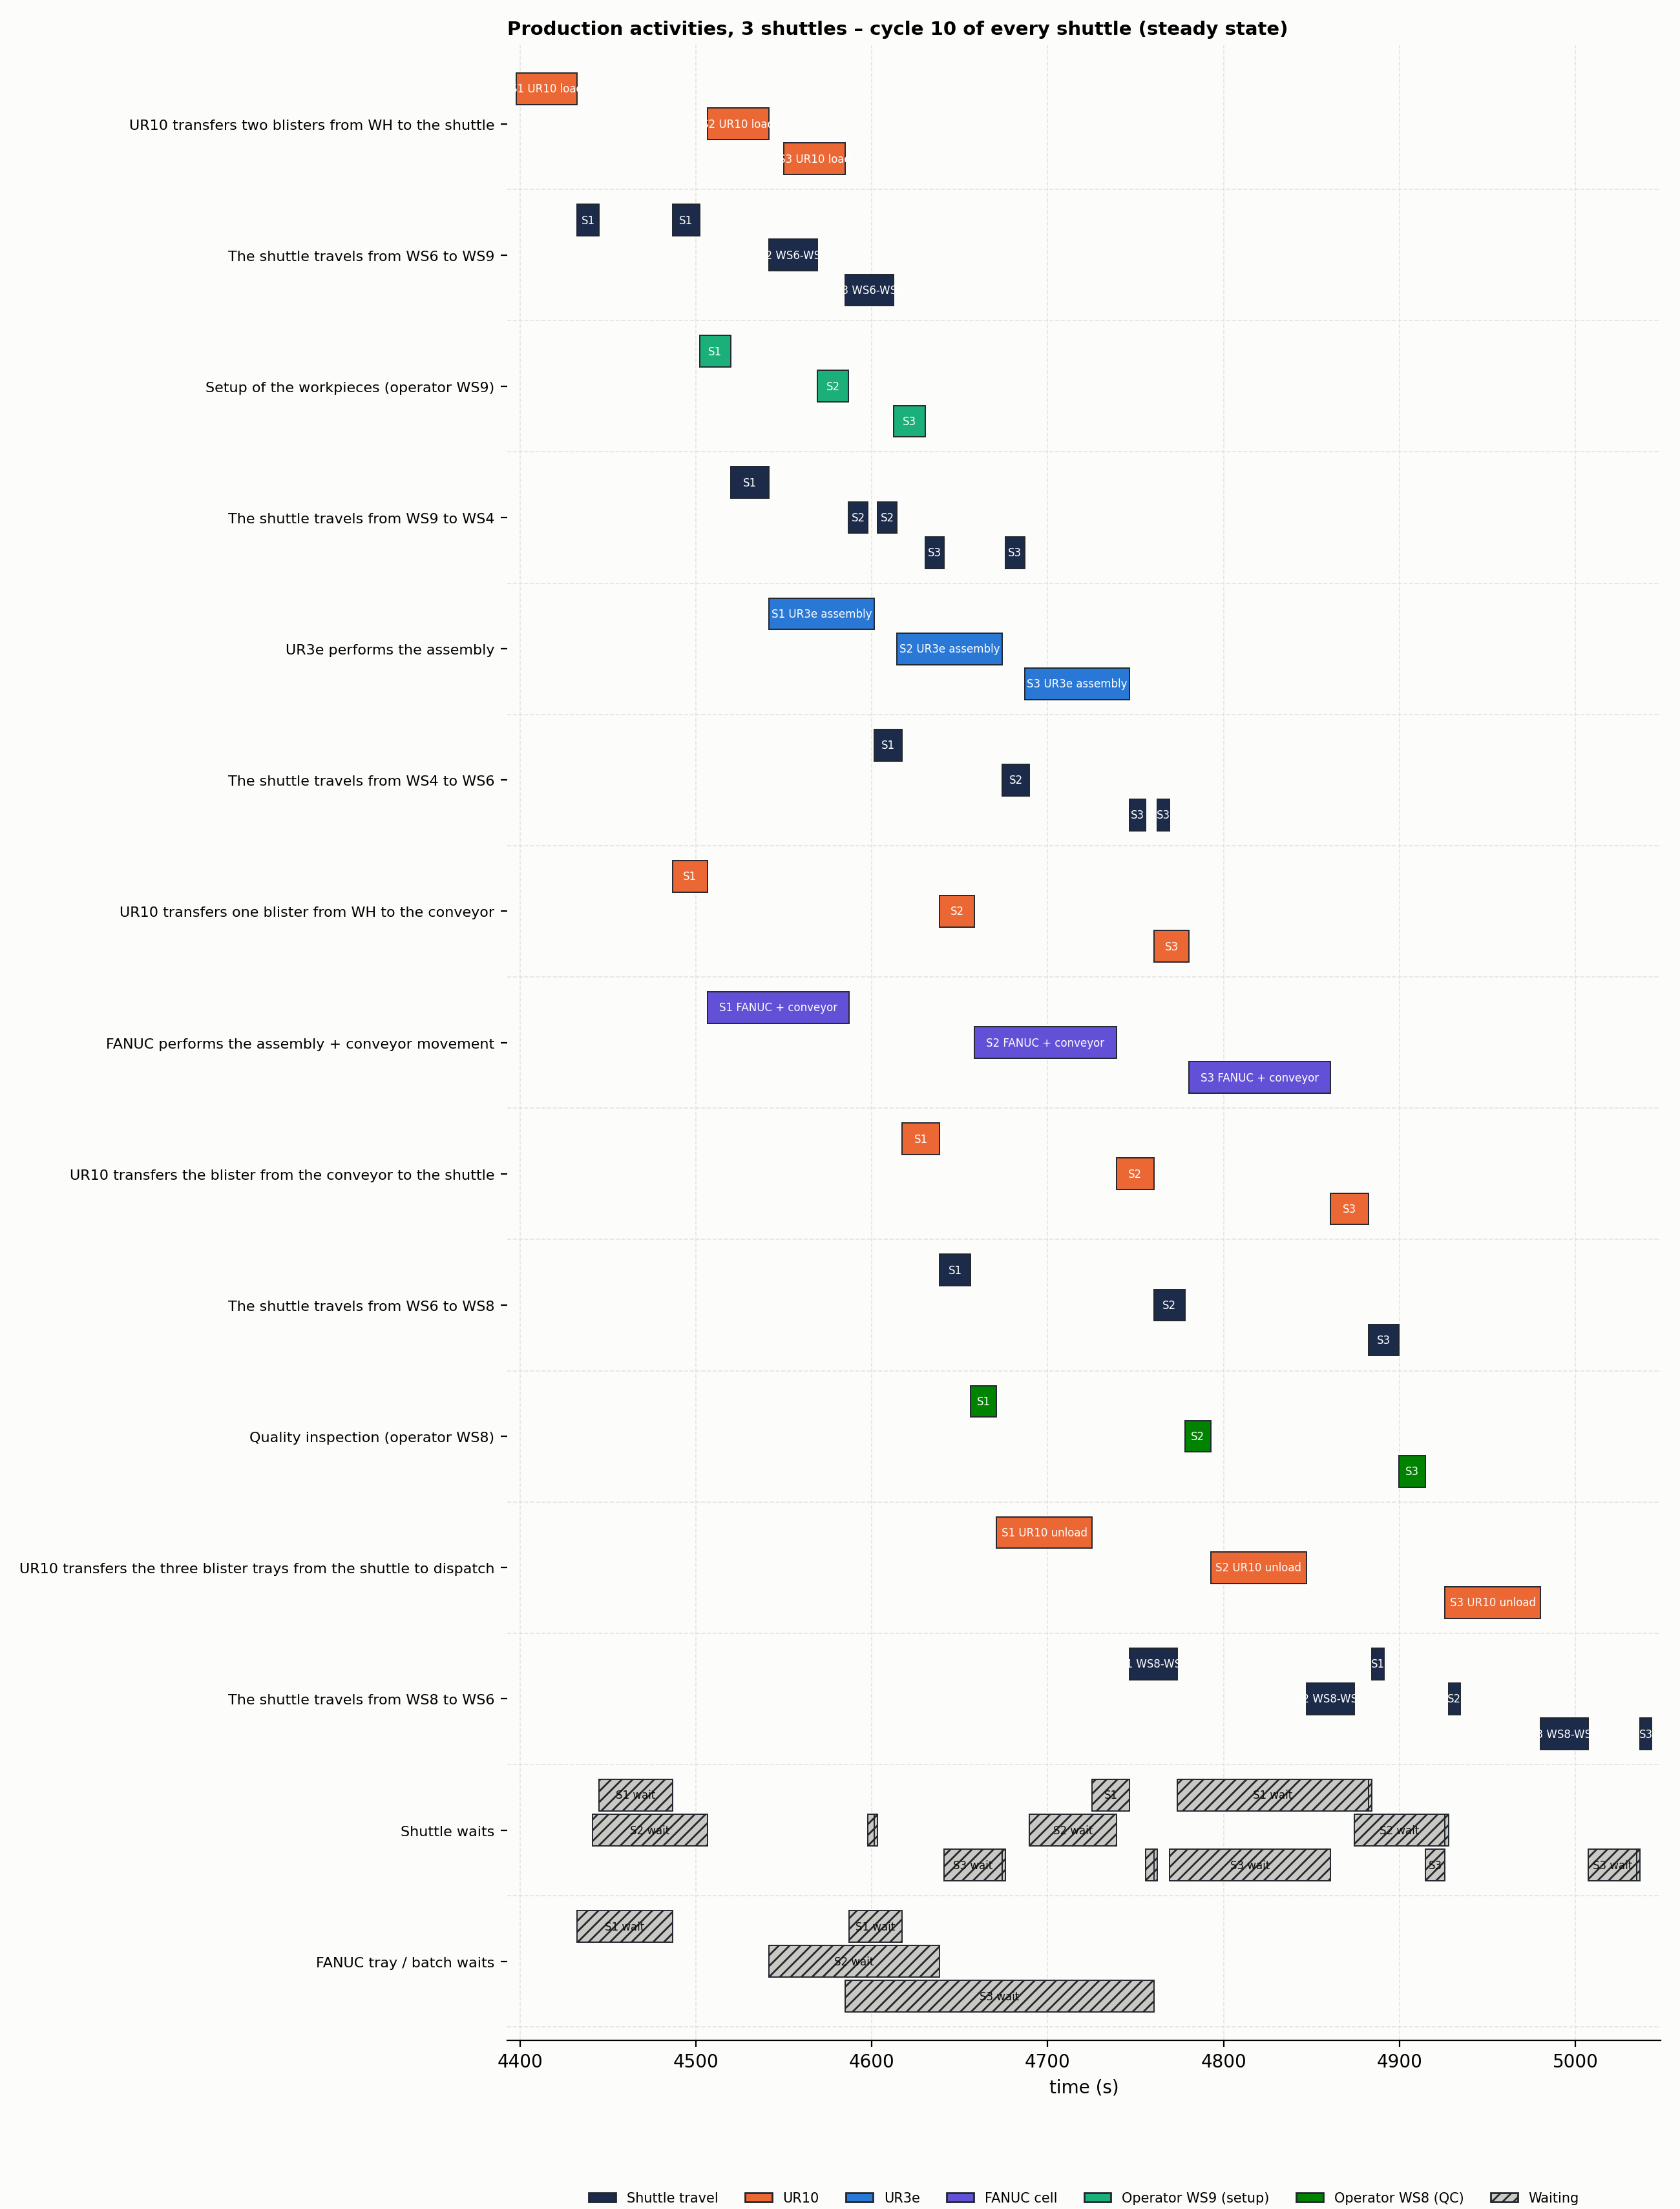 Production activities, 3 shuttles – cycle 10 of every shuttle (steady state)
UR10 transfers two blisters from WH to the shuttle
S1 UR10 load
S2 UR10 load
S3 UR10 load
The shuttle travels from WS6 to WS9
S1 S1
2 WS6-WS
3 WS6-WS
Setup of the workpieces (operator WS9)
S1
S2
S3
The shuttle travels from WS9 to WS4
S1
S2 S2
S3 S3
UR3e performs the assembly
S1 UR3e assembly
S2 UR3e assembly
S3 UR3e assembly
The shuttle travels from WS4 to WS6
S1
S2
S3 S3
UR10 transfers one blister from WH to the conveyor
S1
S2
S3
FANUC performs the assembly + conveyor movement
S1 FANUC + conveyor
S2 FANUC + conveyor
S3 FANUC + conveyor
UR10 transfers the blister from the conveyor to the shuttle
S1
S2
S3
The shuttle travels from WS6 to WS8
S1
S2
S3
Quality inspection (operator WS8)
S1
S2
S3
UR10 transfers the three blister trays from the shuttle to dispatch
S1 UR10 unload
S2 UR10 unload
S3 UR10 unload
The shuttle travels from WS8 to WS6
1 WS8-WS S1
2 WS8-WS S2
3 WS8-WS S3
Shuttle waits
S1 wait S1 S1 wait
S2 wait S2 wait S2 wait
S3 wait S3 wait S3 S3 wait
FANUC tray / batch waits
S1 wait S1 wait
S2 wait
S3 wait
4400 4500 4600 4700 4800 4900 5000
time (s)
Shuttle travel UR10 UR3e FANUC cell Operator WS9 (setup) Operator WS8 (QC) Waiting